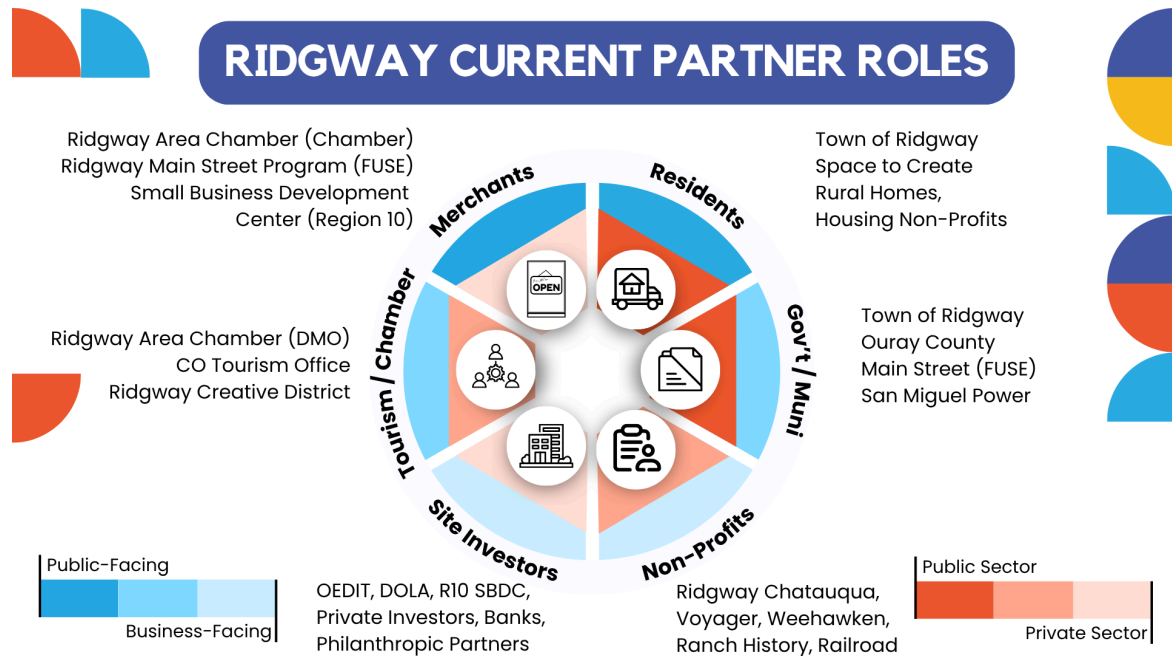 RIDGWAY CURRENT PARTNER ROLES
Ridgway Area Chamber (Chamber)
Ridgway Main Street Program (FUSE)
Small Business Development
Center (Region 10)
Merchants
Residents
Town of Ridgway
Space to Create
Rural Homes,
Housing Non-Profits
OPEN
Ridgway Area Chamber (DMO)
CO Tourism Office
Ridgway Creative District
Tourism / Chamber
Gov't / Muni
Town of Ridgway
Ouray County
Main Street (FUSE)
San Miguel Power
Site Investors
Non-Profits
Public-Facing
Business-Facing
OEDIT, DOLA, R10 SBDC,
Private Investors, Banks,
Philanthropic Partners
Ridgway Chatauqua,
Voyager, Weehawken,
Ranch History, Railroad
Public Sector
Private Sector